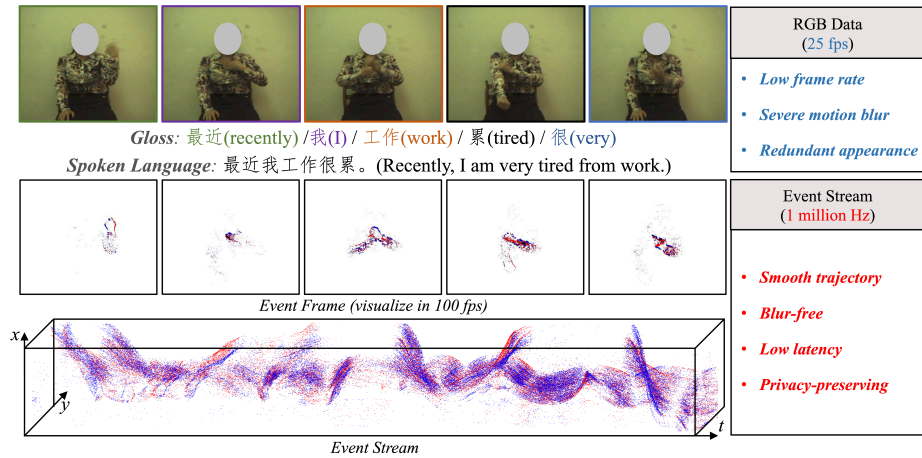 Gloss: 最近(recently) /我(I) / 工作(work) / 累(tired) / 很(very)
Spoken Language: 最近我工作很累。(Recently, I am very tired from work.)
Event Frame (visualize in 100 fps)
x
y
t
Event Stream
RGB Data
(25 fps)
• Low frame rate
• Severe motion blur
• Redundant appearance
Event Stream
(1 million Hz)
• Smooth trajectory
• Blur-free
• Low latency
• Privacy-preserving